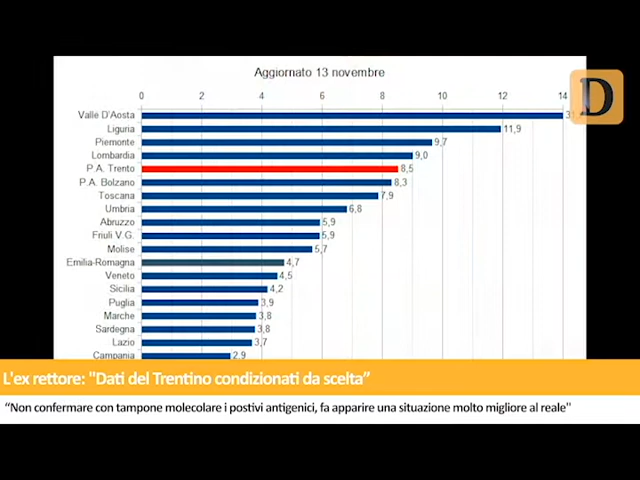 Aggiornato 13 novembre
0 2 4 6 8 10 12 14
D
Valle D'Aosta
Liguria 11,9
Piemonte 9,7
Lombardia 9,0
P.A. Trento 8,5
P.A. Bolzano 8,3
Toscana 7,9
Umbria 6,8
Abruzzo 5,9
Friuli V.G. 5,9
Molise 5,7
Emilia-Romagna 4,7
Veneto 4,5
Sicilia 4,2
Puglia 3,9
Marche 3,8
Sardegna 3,8
Lazio 3,7
Campania 2,9
L'ex rettore: "Dati del Trentino condizionati da scelta”
“Non confermare con tampone molecolare i postivi antigenici, fa apparire una situazione molto migliore al reale"